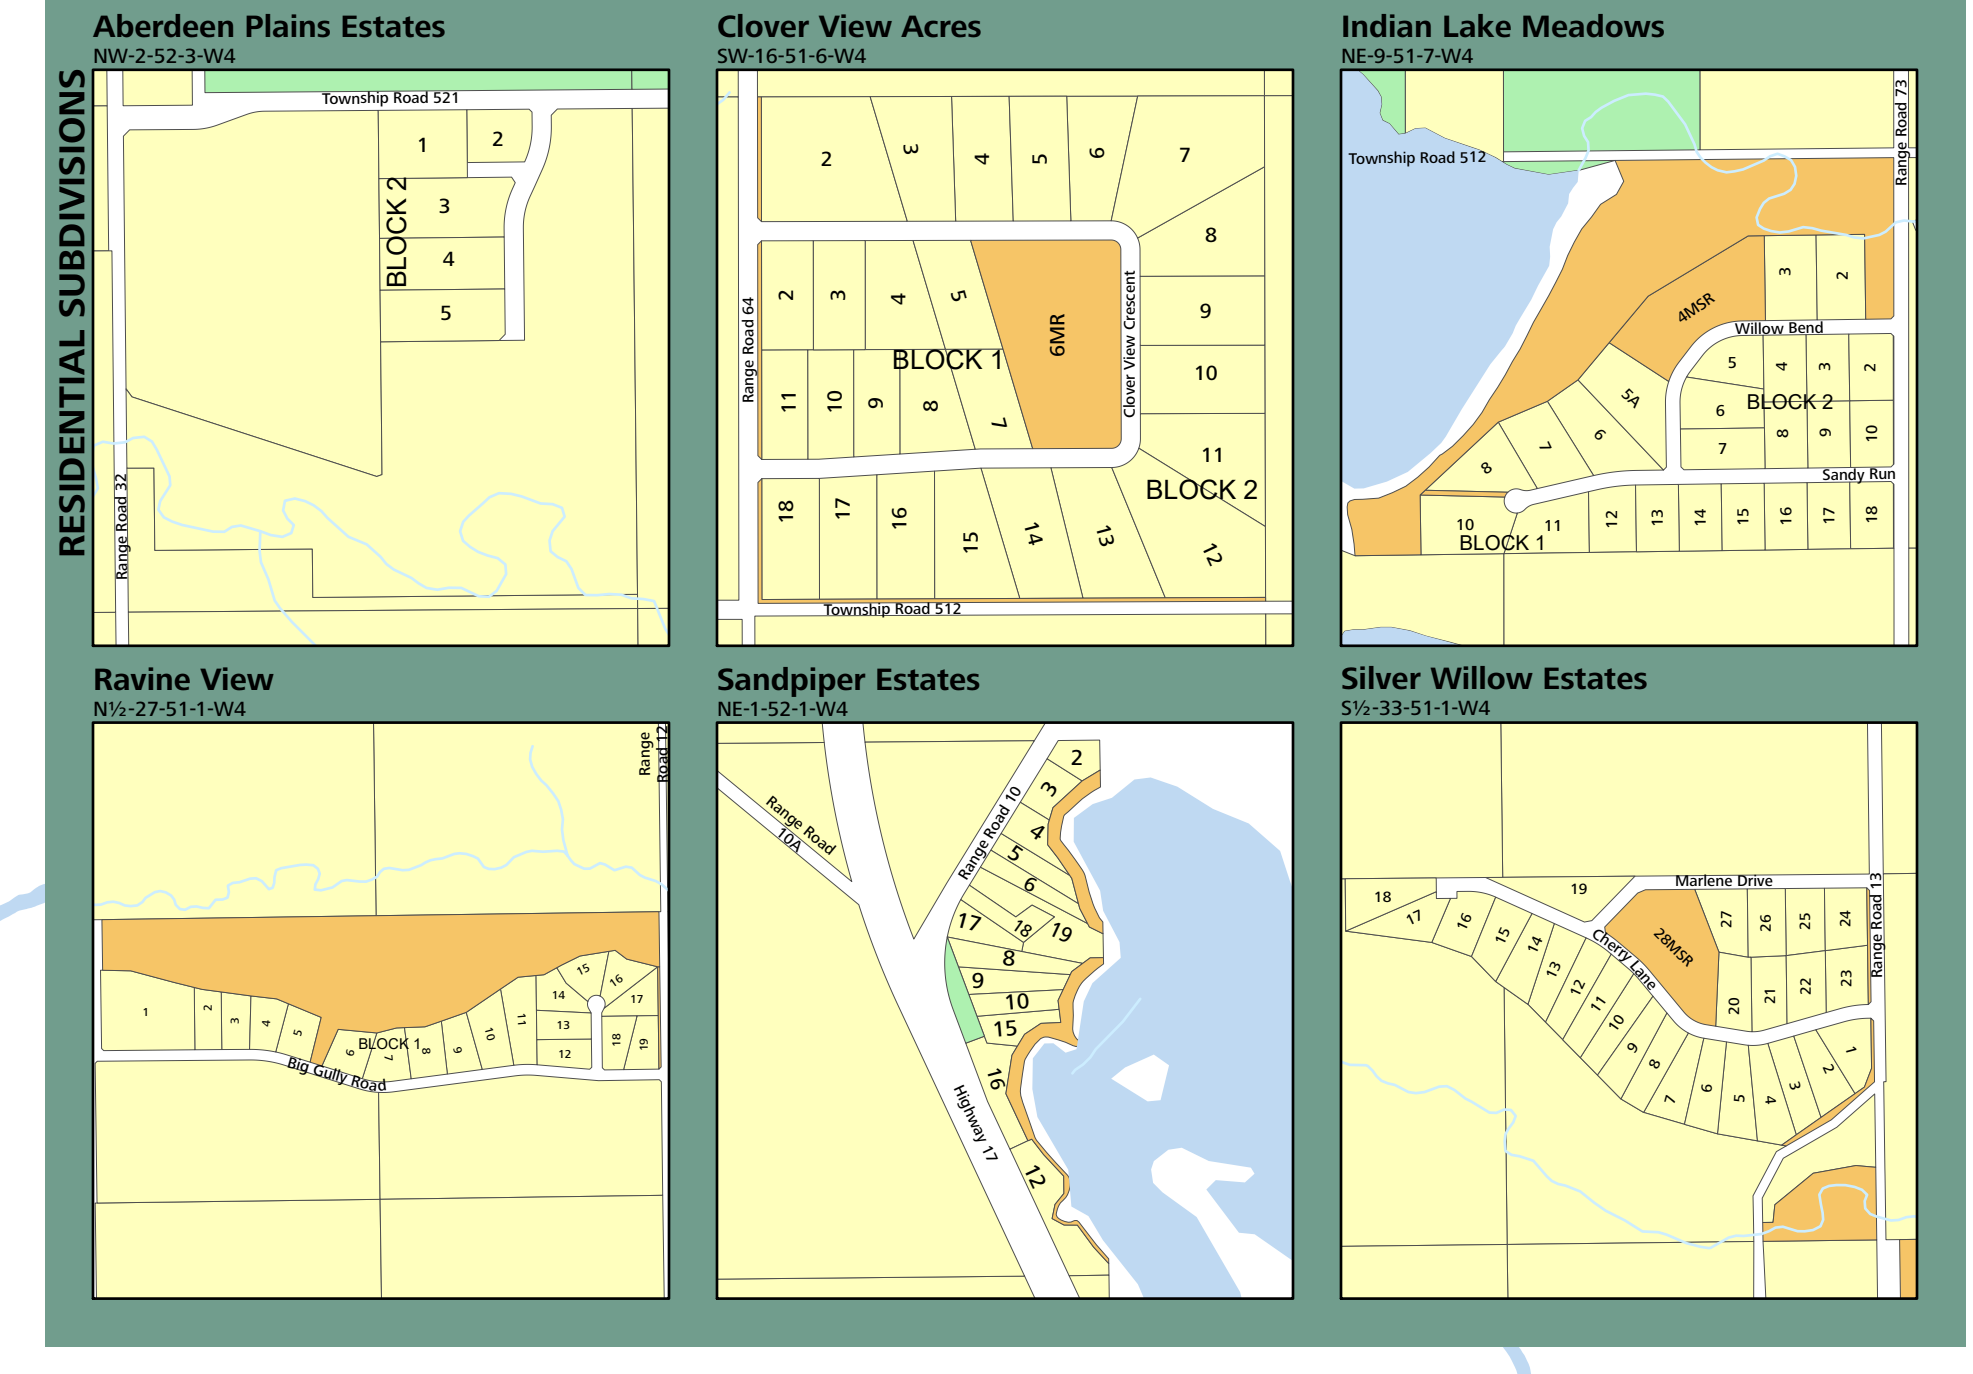 RESIDENTIAL SUBDIVISIONS
Aberdeen Plains Estates
NW-2-52-3-W4
Township Road 521
1
2
BLOCK 2
3
4
5
Range Road 32
Clover View Acres
SW-16-51-6-W4
2
3
4
5
6
7
8
9
10
11
BLOCK 2
12
13
14
15
16
17
18
2
3
4
5
6MR
BLOCK 1
11
10
9
8
7
Range Road 64
Clover View Crescent
Township Road 512
Indian Lake Meadows
NE-9-51-7-W4
Range Road 73
Township Road 512
3
2
4MSR
Willow Bend
5
4
3
2
5A
6
BLOCK 2
7
8
9
10
6
7
8
Sandy Run
10
11
12
13
14
15
16
17
18
BLOCK 1
Ravine View
N½-27-51-1-W4
Range
Road 12
1
2
3
4
5
6
7
BLOCK 1
8
9
10
11
12
13
14
15
16
17
18
19
Big Gully Road
Sandpiper Estates
NE-1-52-1-W4
Range Road
10A
Range Road 10
2
3
4
5
6
17
18
19
8
9
10
15
16
12
Highway 17
Silver Willow Estates
S½-33-51-1-W4
Marlene Drive
Range Road 13
Cherry Lane
18
17
19
16
15
14
13
12
11
10
9
8
7
6
5
4
3
2
1
28MSR
27
26
25
24
20
21
22
23